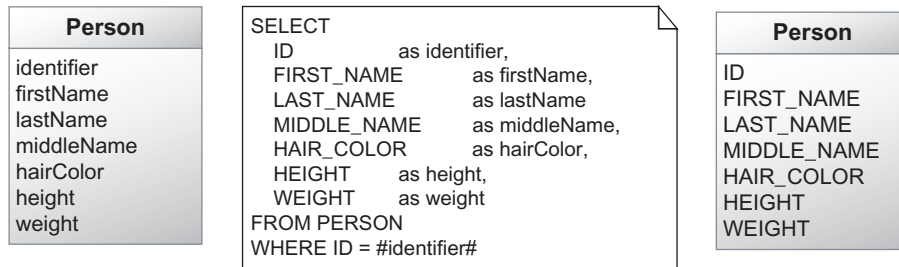 Person
identifier
firstName
lastName
middleName
hairColor
height
weight
SELECT
ID as identifier,
FIRST_NAME as firstName,
LAST_NAME as lastName
MIDDLE_NAME as middleName,
HAIR_COLOR as hairColor,
HEIGHT as height,
WEIGHT as weight
FROM PERSON
WHERE ID = #identifier#
Person
ID
FIRST_NAME
LAST_NAME
MIDDLE_NAME
HAIR_COLOR
HEIGHT
WEIGHT